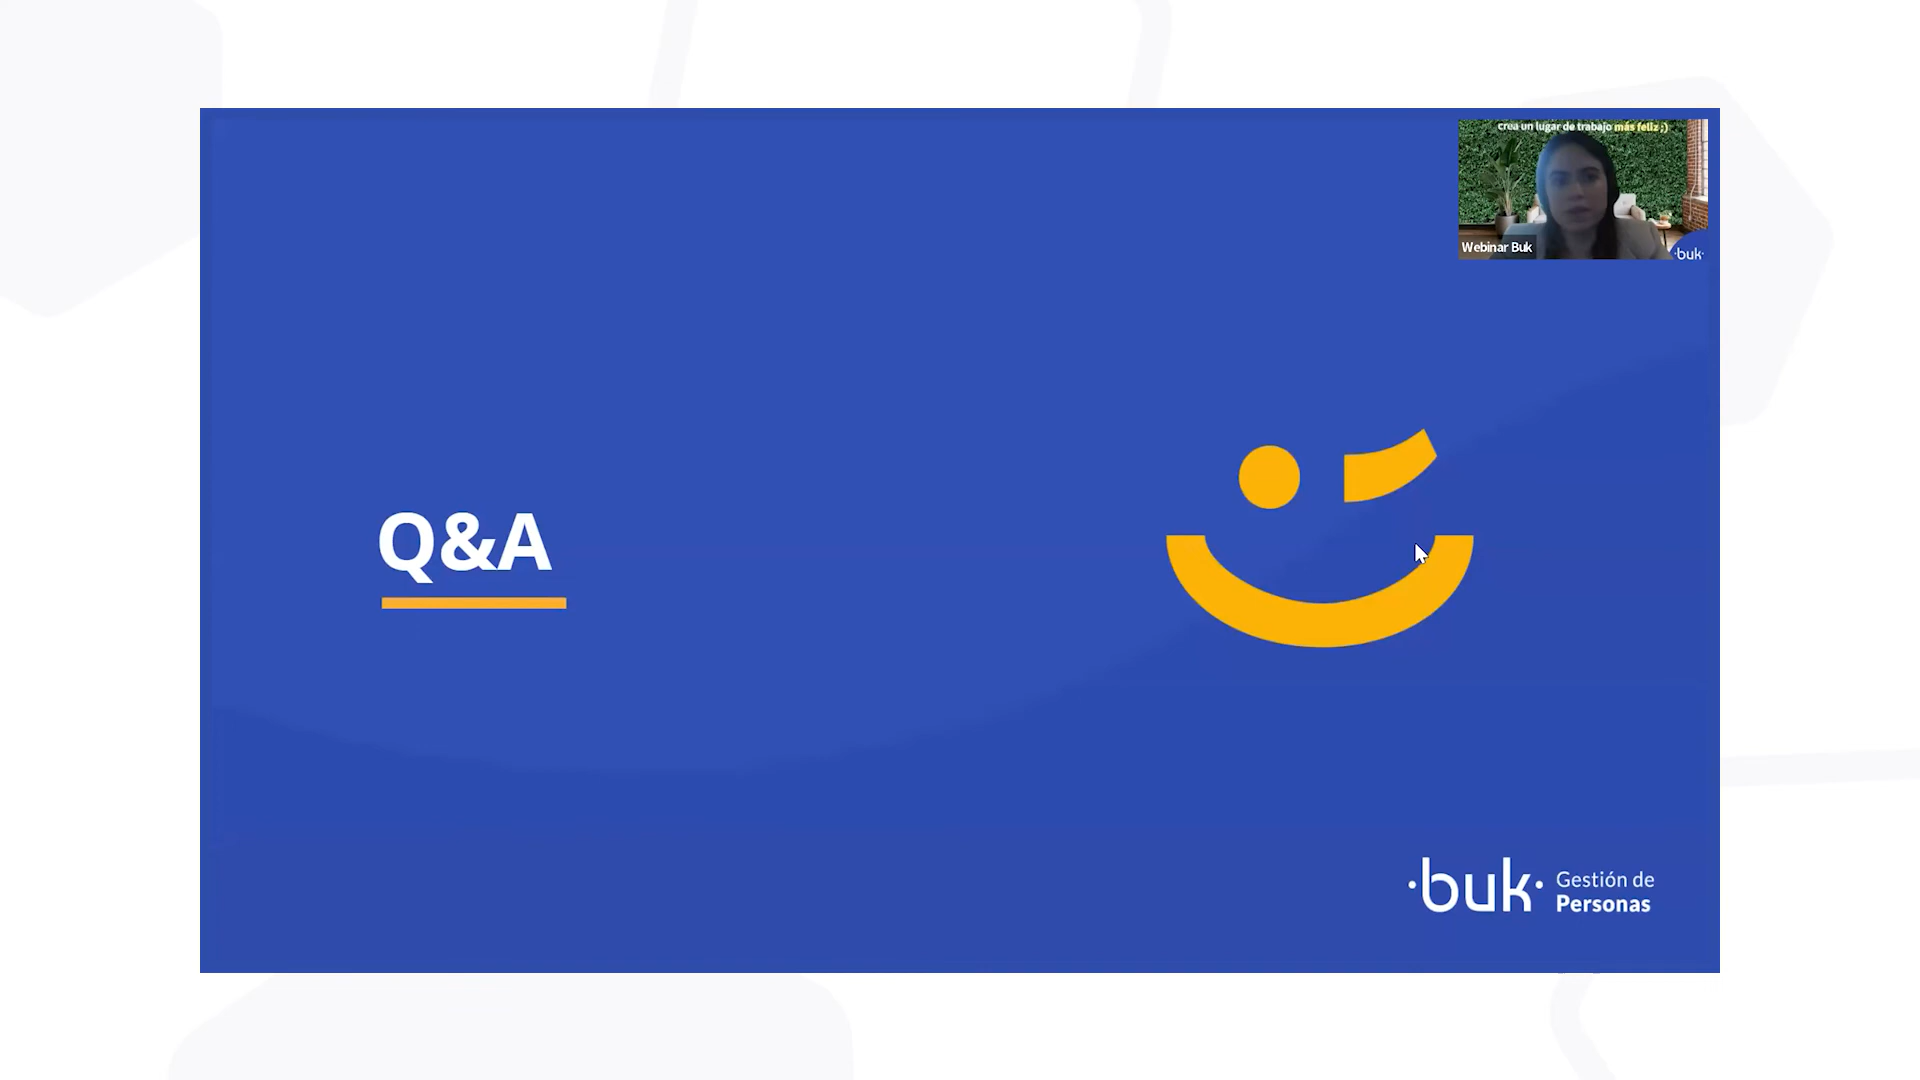 crea un lugar de trabajo más feliz ;)
Webinar Buk
·buk·
Q&A
·buk· Gestión de
Personas